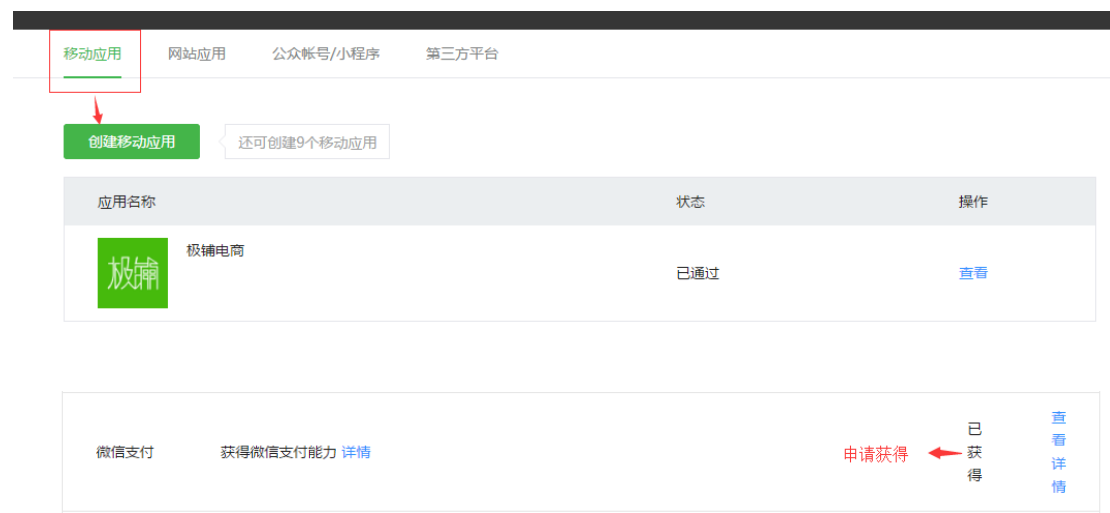 移动应用 网站应用 公众帐号/小程序 第三方平台
创建移动应用 还可创建9个移动应用
应用名称 状态 操作
极铺
极铺电商
已通过 查看
微信支付 获得微信支付能力 详情 申请获得 已获得 查看详情